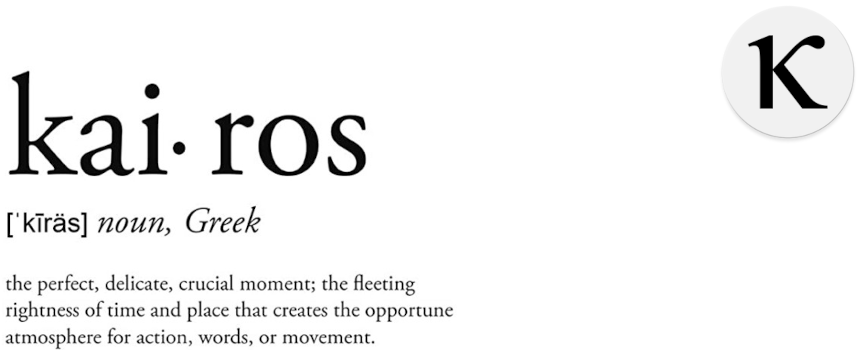 kai· ros
κ
[ˈkīräs] noun, Greek
the perfect, delicate, crucial moment; the fleeting
rightness of time and place that creates the opportune
atmosphere for action, words, or movement.